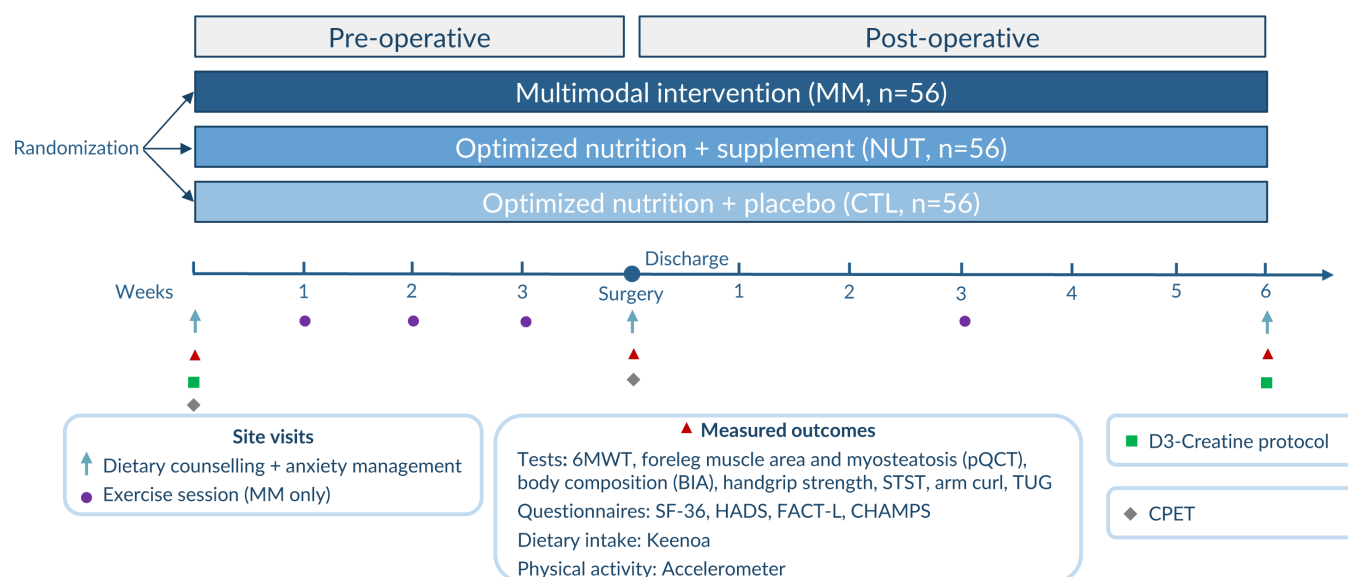 Pre-operative
Post-operative
Multimodal intervention (MM, n=56)
Randomization
Optimized nutrition + supplement (NUT, n=56)
Optimized nutrition + placebo (CTL, n=56)
Discharge
Weeks
1
2
3
Surgery
1
2
3
4
5
6
Site visits
Dietary counselling + anxiety management
Exercise session (MM only)
Measured outcomes
Tests: 6MWT, foreleg muscle area and myosteatosis (pQCT),
body composition (BIA), handgrip strength, STST, arm curl, TUG
Questionnaires: SF-36, HADS, FACT-L, CHAMPS
Dietary intake: Keenoa
Physical activity: Accelerometer
D3-Creatine protocol
CPET